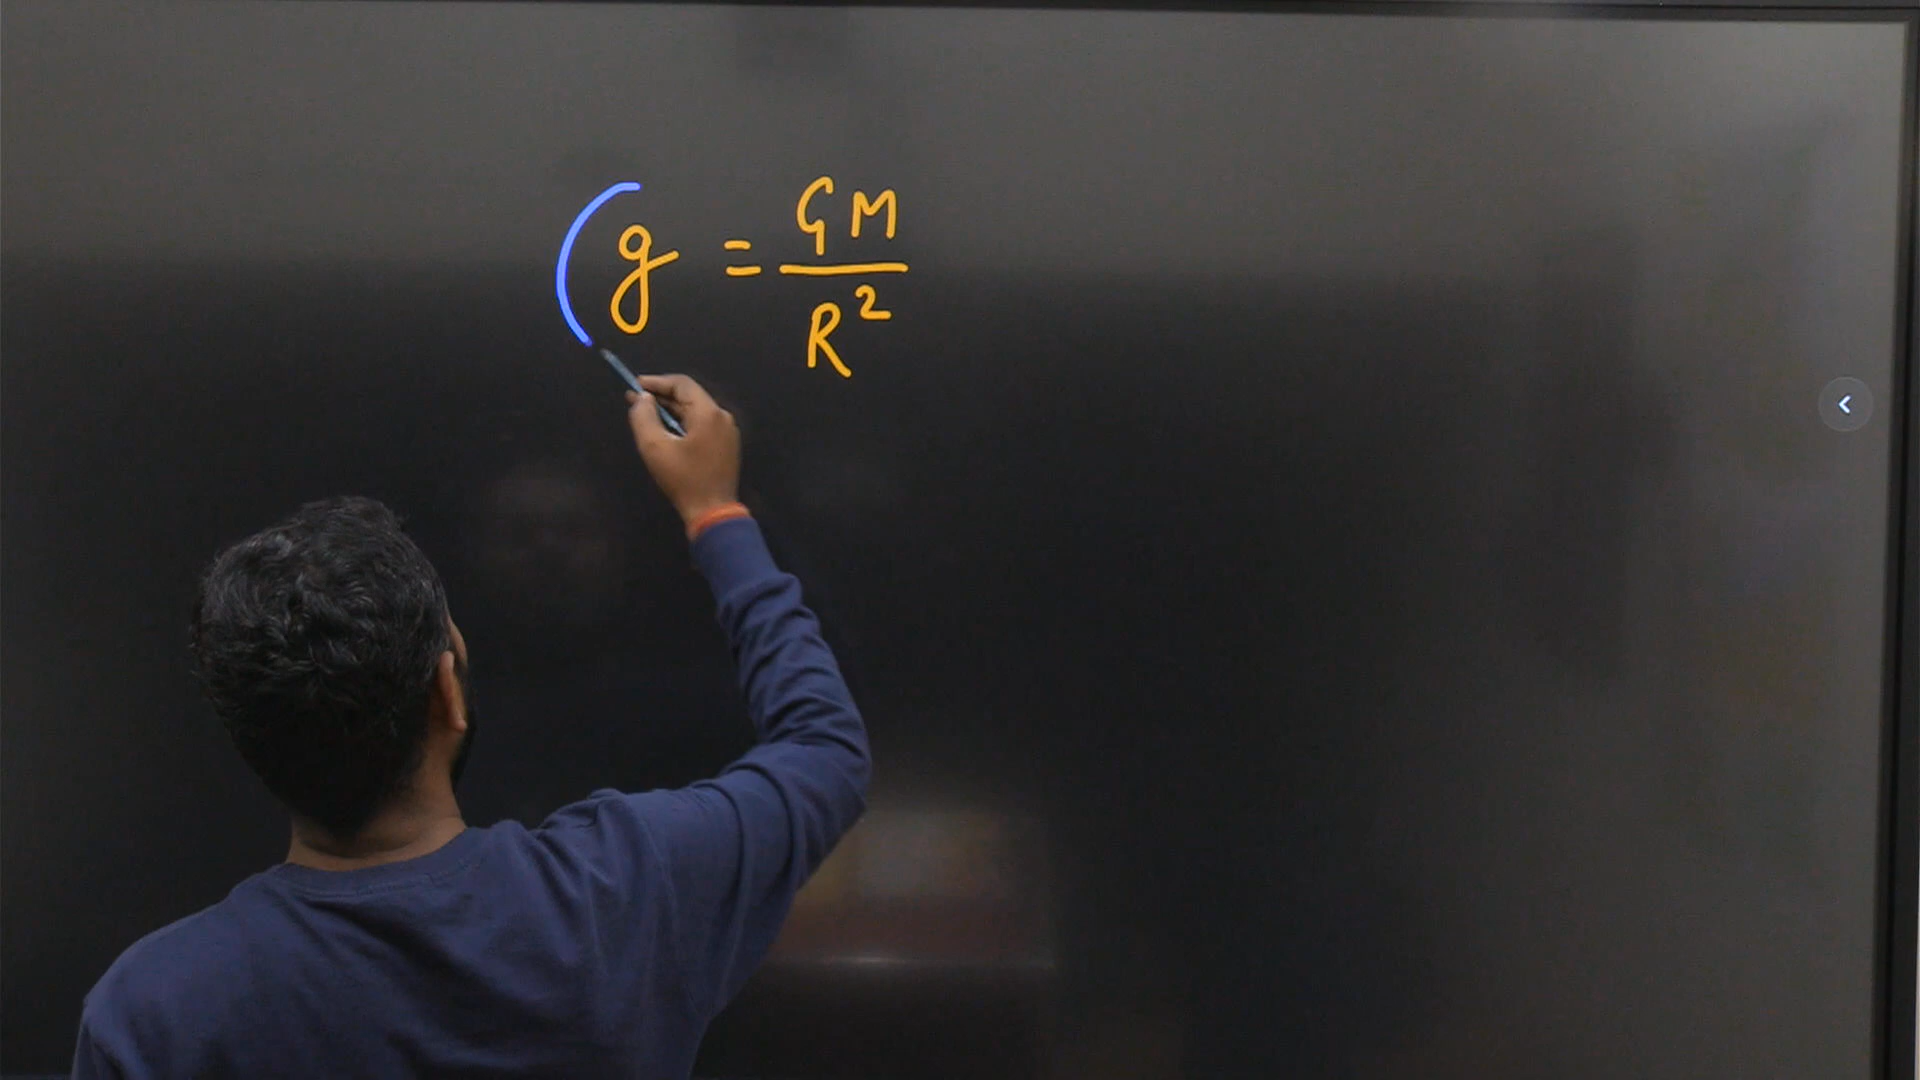 g = GM / R²